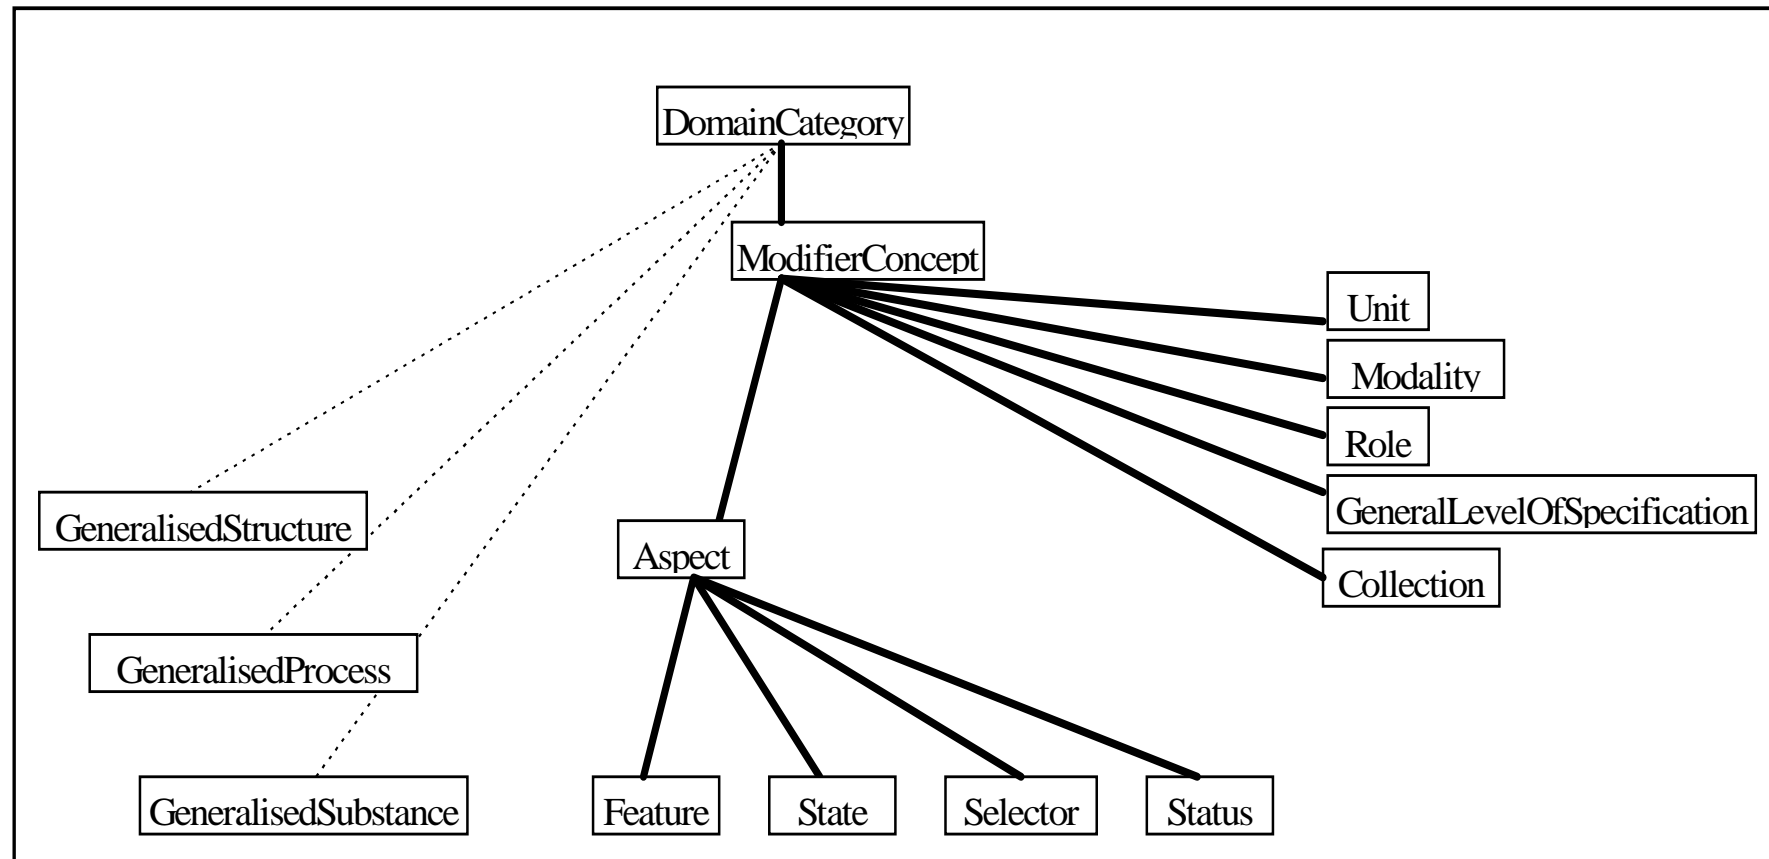 DomainCategory
ModifierConcept
Unit
Modality
Role
GeneralLevelOfSpecification
Collection
GeneralisedStructure
Aspect
GeneralisedProcess
GeneralisedSubstance
Feature
State
Selector
Status